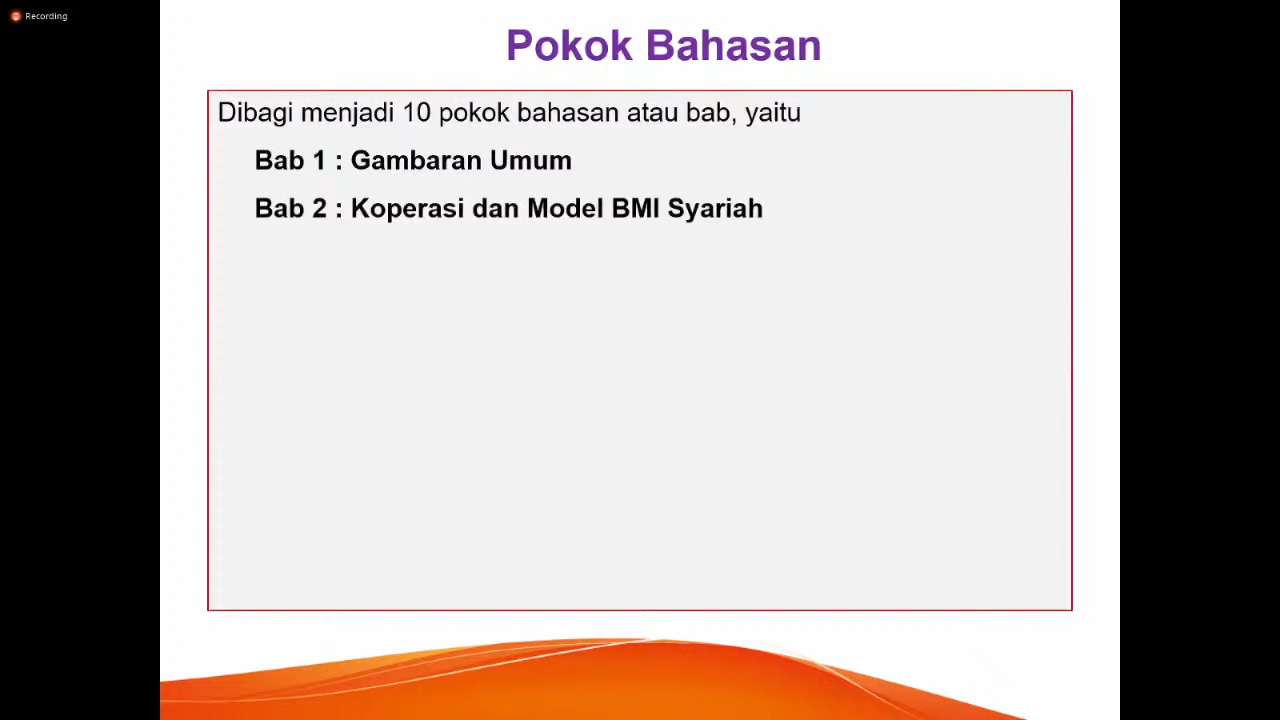 Recording
Pokok Bahasan
Dibagi menjadi 10 pokok bahasan atau bab, yaitu
Bab 1 : Gambaran Umum
Bab 2 : Koperasi dan Model BMI Syariah